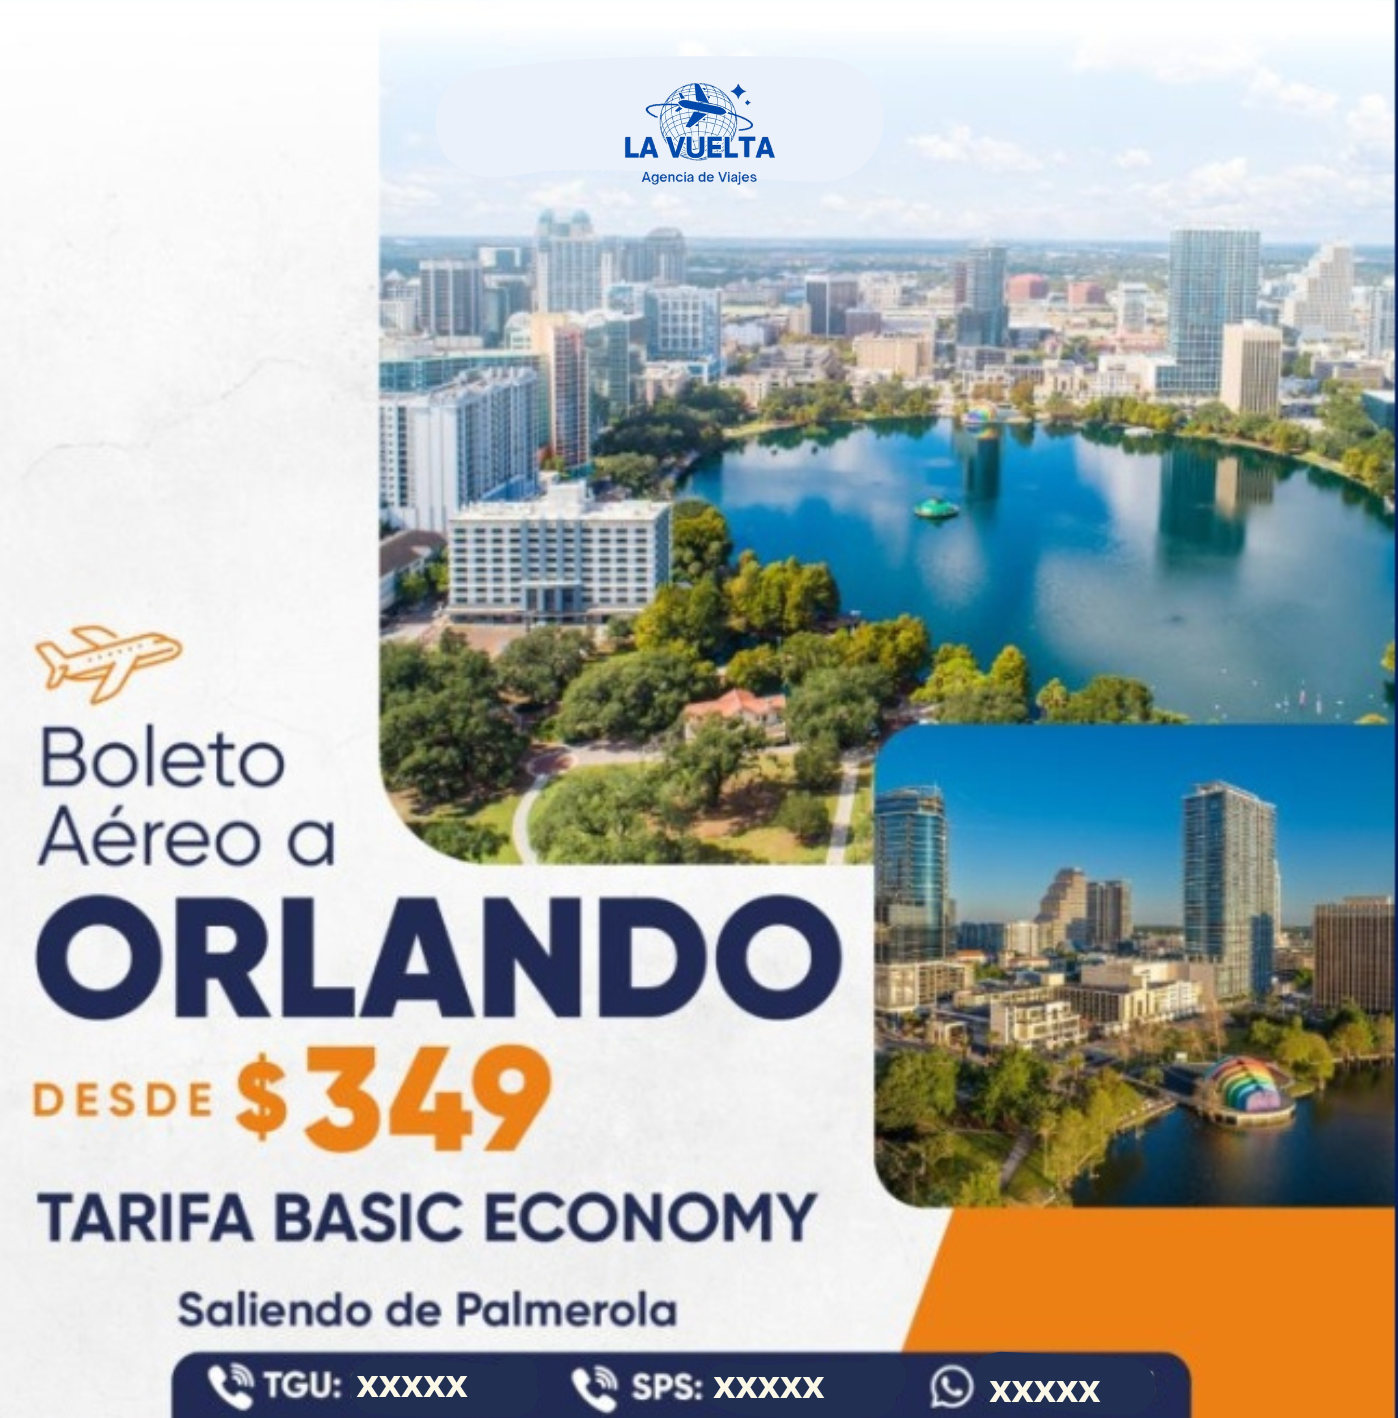 LA VUELTA
Agencia de Viajes
Boleto
Aéreo a
ORLANDO
DESDE $349
TARIFA BASIC ECONOMY
Saliendo de Palmerola
TGU: XXXXX SPS: XXXXX XXXXX